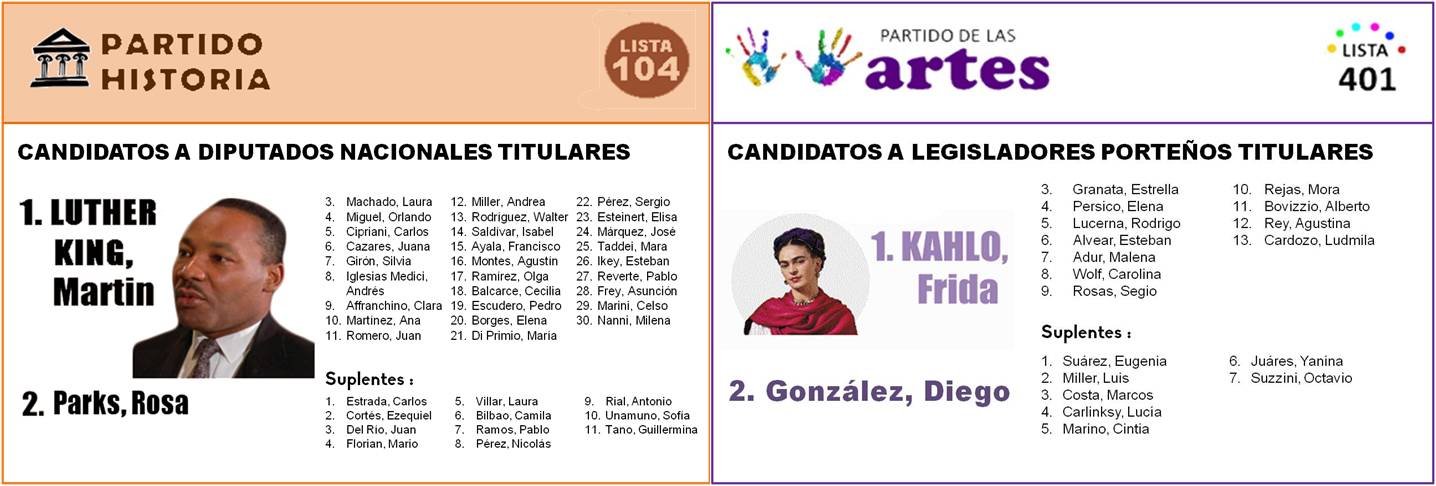 PARTIDO
HISTORIA
LISTA
104
CANDIDATOS A DIPUTADOS NACIONALES TITULARES
1. LUTHER
KING,
Martin
2. Parks, Rosa
3. Machado, Laura
4. Miguel, Orlando
5. Cipriani, Carlos
6. Cazares, Juana
7. Girón, Silvia
8. Iglesias Medici,
Andrés
9. Affranchino, Clara
10. Martinez, Ana
11. Romero, Juan
12. Miller, Andrea
13. Rodríguez, Walter
14. Saldívar, Isabel
15. Ayala, Francisco
16. Montes, Agustin
17. Ramírez, Olga
18. Balcarce, Cecilia
19. Escudero, Pedro
20. Borges, Elena
21. Di Primio, María
22. Pérez, Sergio
23. Esteinert, Elisa
24. Márquez, José
25. Taddei, Mara
26. Ikey, Esteban
27. Reverte, Pablo
28. Frey, Asunción
29. Marini, Celso
30. Nanni, Milena
Suplentes :
1. Estrada, Carlos
2. Cortés, Ezequiel
3. Del Río, Juan
4. Florian, Mario
5. Villar, Laura
6. Bilbao, Camila
7. Ramos, Pablo
8. Pérez, Nicolás
9. Rial, Antonio
10. Unamuno, Sofía
11. Tano, Guillermina
PARTIDO DE LAS
artes
LISTA
401
CANDIDATOS A LEGISLADORES PORTEÑOS TITULARES
1. KAHLO,
Frida
2. González, Diego
3. Granata, Estrella
4. Persico, Elena
5. Lucerna, Rodrigo
6. Alvear, Esteban
7. Adur, Malena
8. Wolf, Carolina
9. Rosas, Segio
10. Rejas, Mora
11. Bovizzio, Alberto
12. Rey, Agustina
13. Cardozo, Ludmila
Suplentes :
1. Suárez, Eugenia
2. Miller, Luis
3. Costa, Marcos
4. Carlinksy, Lucia
5. Marino, Cintia
6. Juáres, Yanina
7. Suzzini, Octavio